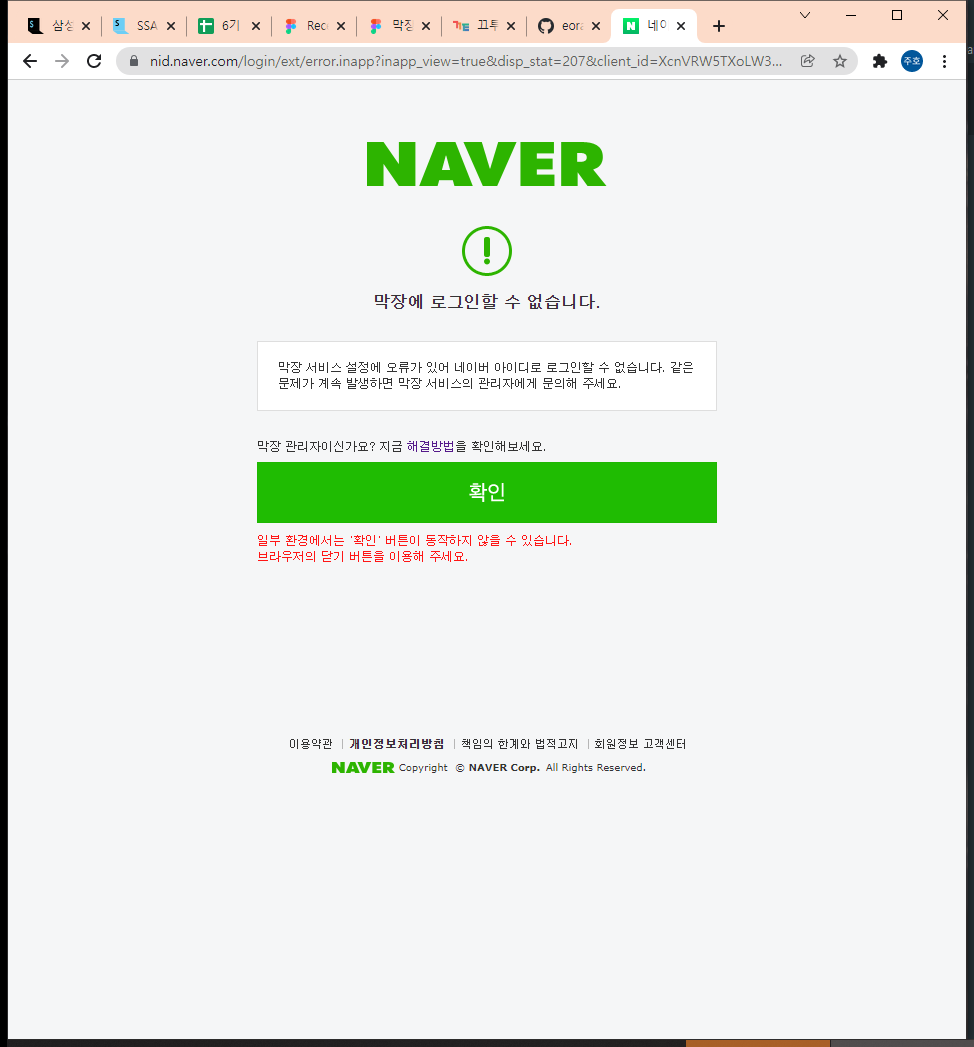 삼성
SSA
6기
Rec
막장
끄투
eora
네이
nid.naver.com/login/ext/error.inapp?inapp_view=true&disp_stat=207&client_id=XcnVRW5TXoLW3...
주호
NAVER
막장에 로그인할 수 없습니다.
막장 서비스 설정에 오류가 있어 네이버 아이디로 로그인할 수 없습니다. 같은
문제가 계속 발생하면 막장 서비스의 관리자에게 문의해 주세요.
막장 관리자이신가요? 지금 해결방법을 확인해보세요.
확인
일부 환경에서는 '확인' 버튼이 동작하지 않을 수 있습니다.
브라우저의 닫기 버튼을 이용해 주세요.
이용약관 | 개인정보처리방침 | 책임의 한계와 법적고지 | 회원정보 고객센터
NAVER Copyright © NAVER Corp. All Rights Reserved.